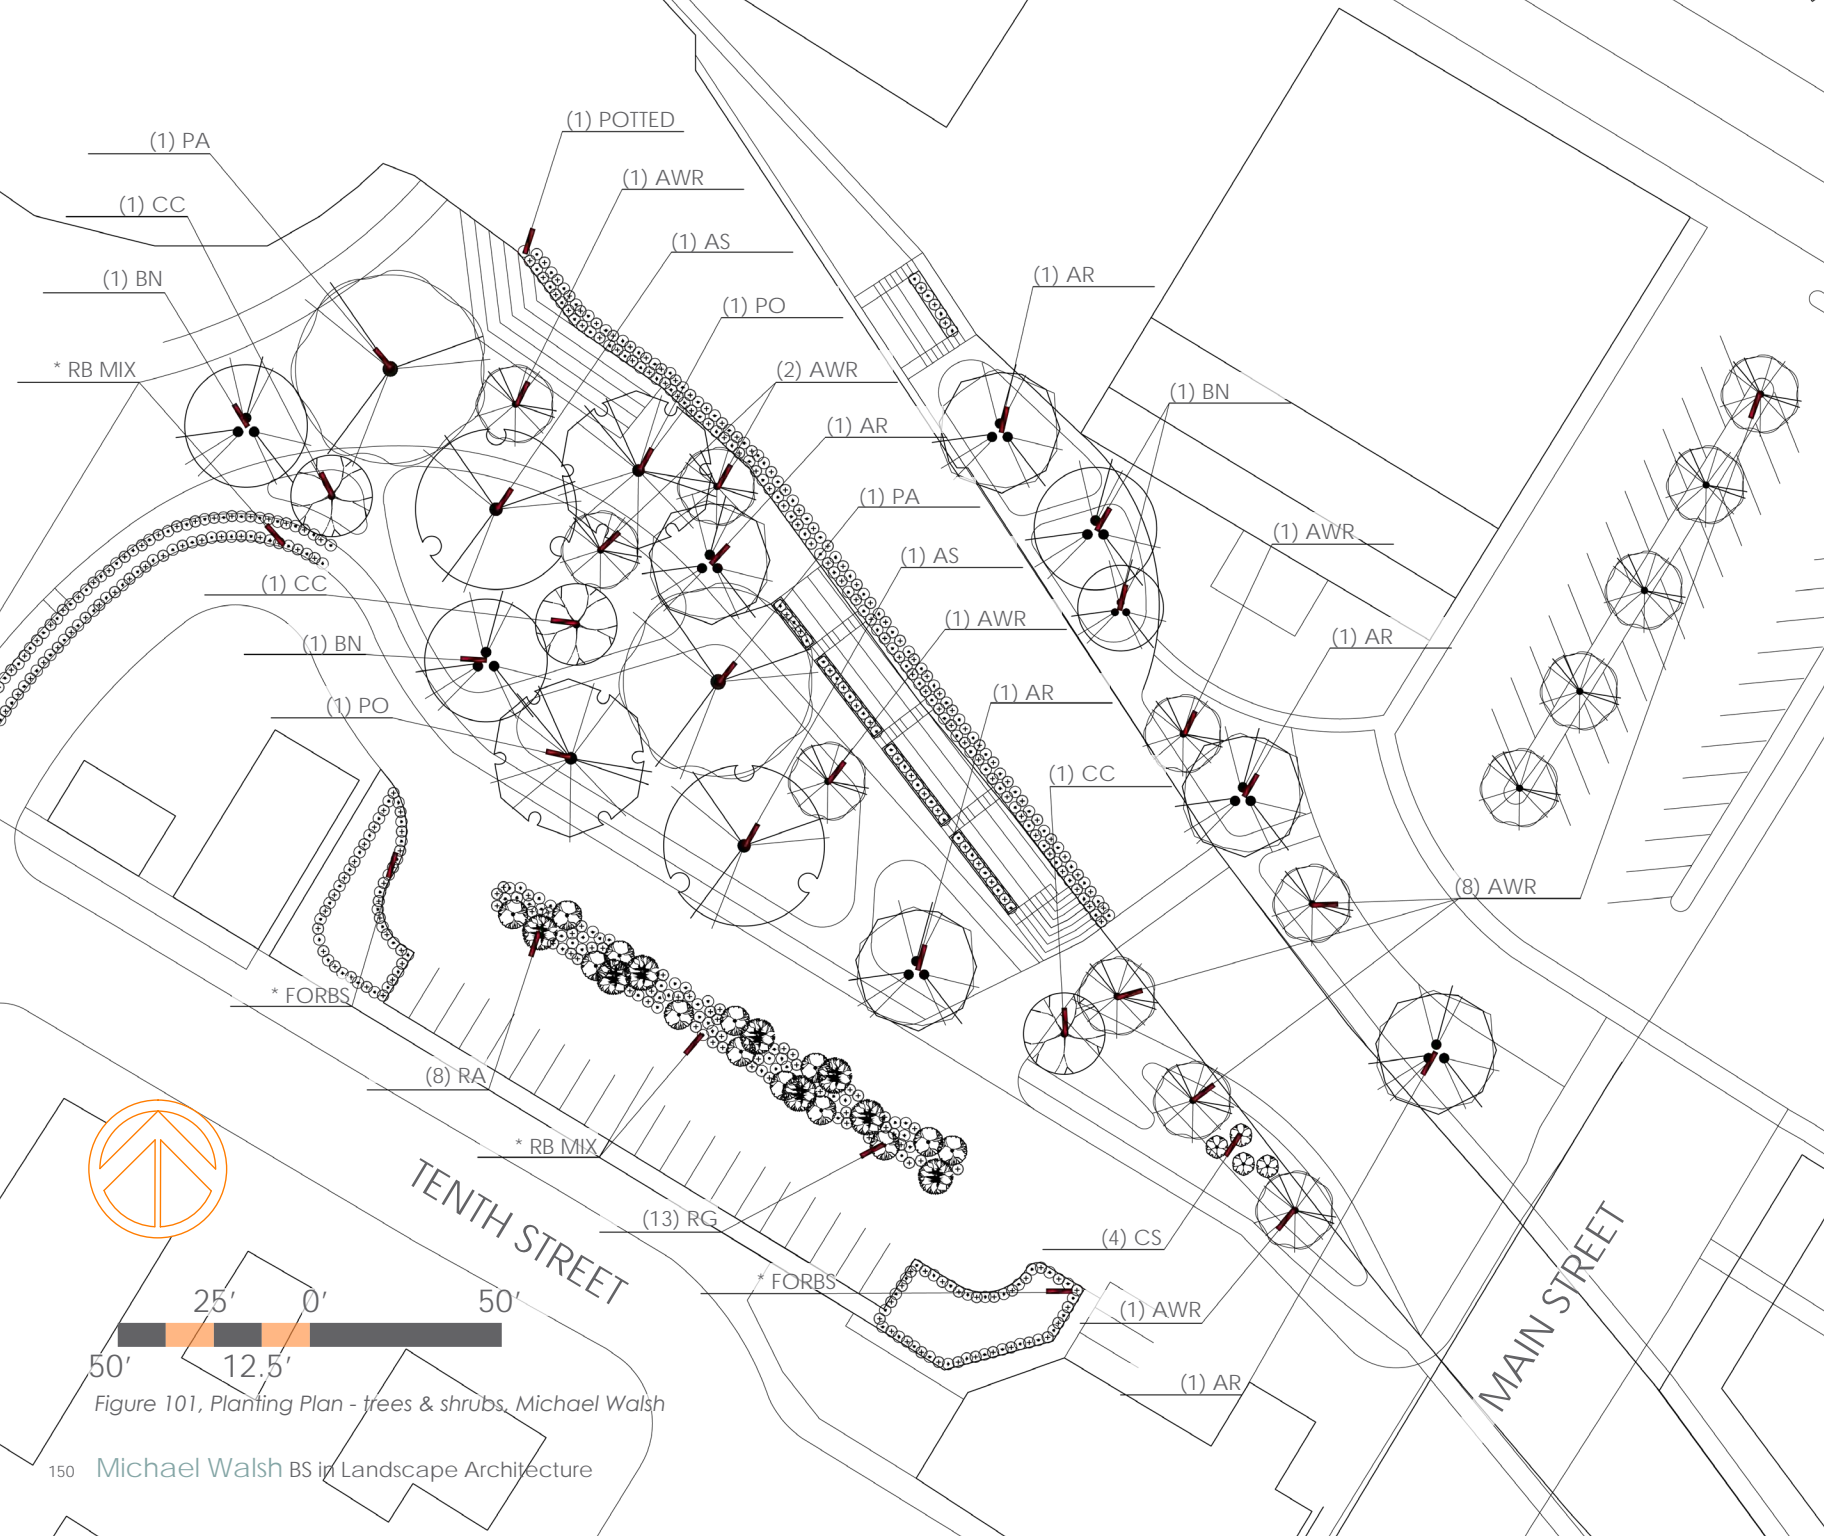 (1) POTTED
(1) PA
(1) AWR
(1) CC
(1) AS
(1) AR
(1) BN
(1) PO
* RB MIX
(2) AWR
(1) BN
(1) AR
(1) PA
(1) AWR
(1) AS
(1) CC
(1) AWR
(1) AR
(1) BN
(1) AR
(1) PO
(1) CC
(8) AWR
* FORBS
(8) RA
* RB MIX
(13) RG
(4) CS
* FORBS
(1) AWR
(1) AR
TENTH STREET
MAIN STREET
25' 0' 50'
50' 12.5'
Figure 101, Planting Plan - trees & shrubs, Michael Walsh
150 Michael Walsh BS in Landscape Architecture